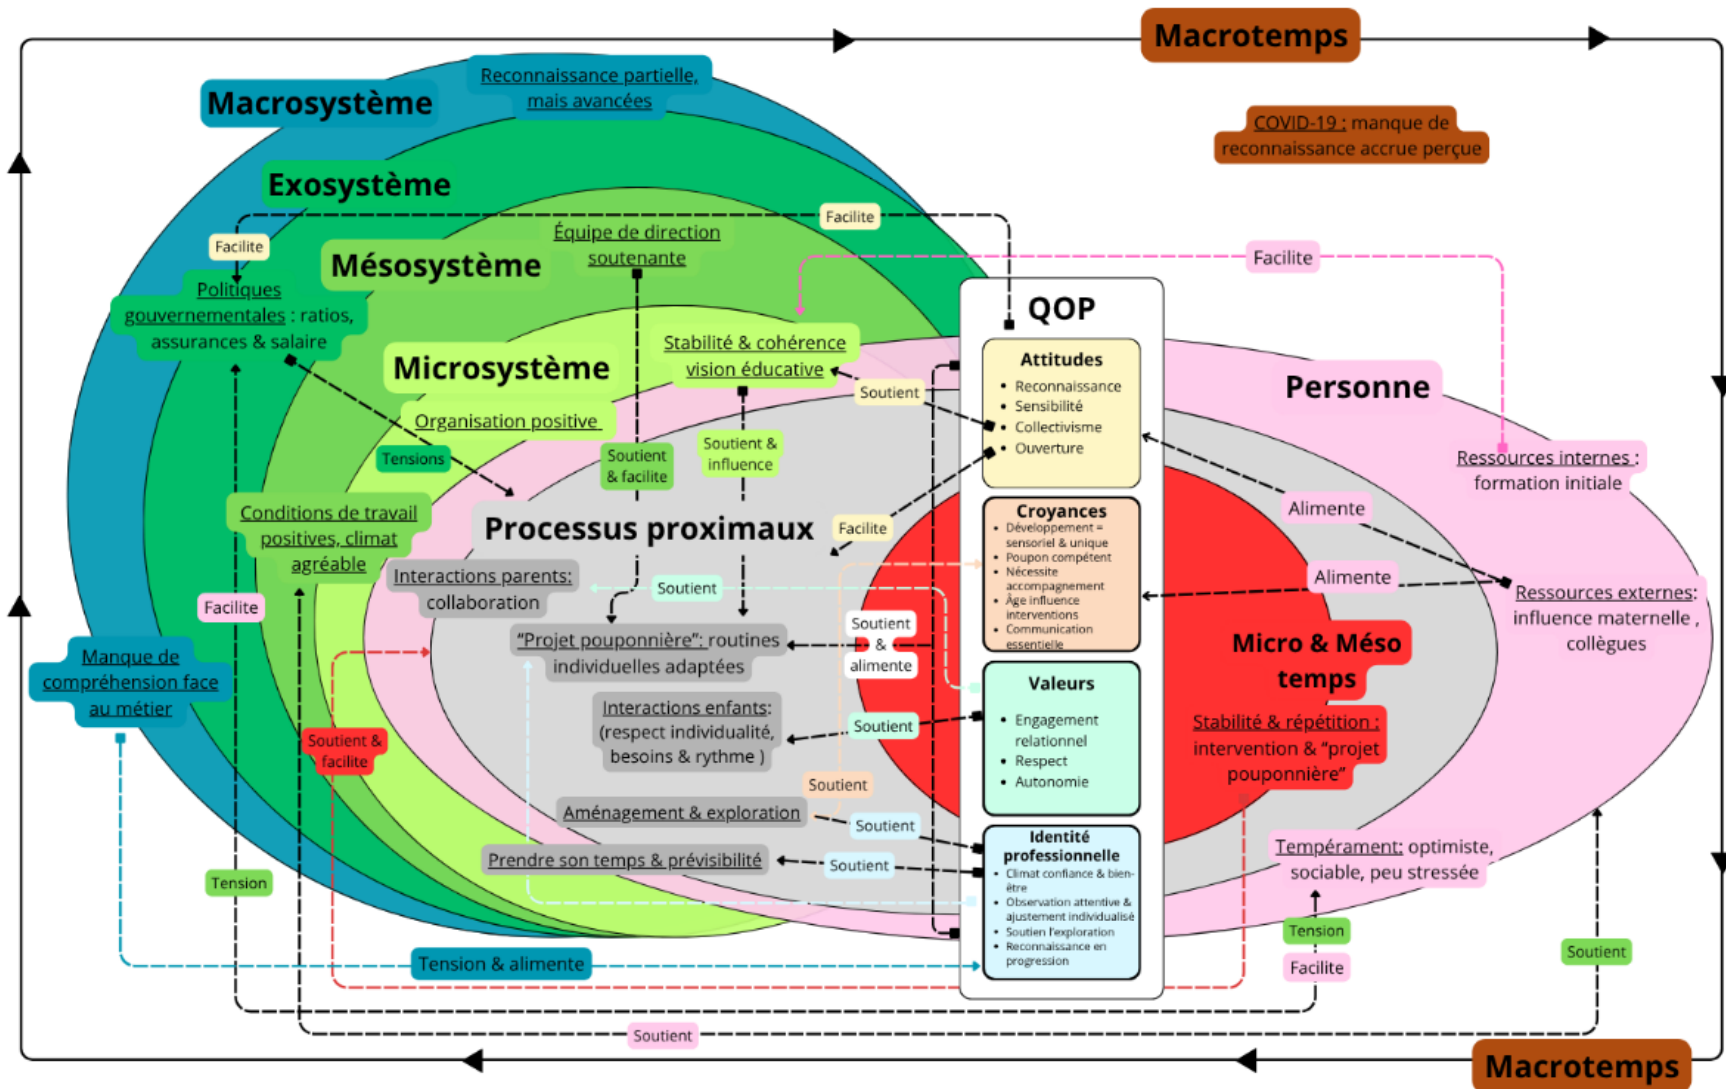 Macrotemps
Macrosystème
Reconnaissance partielle,
mais avancées
COVID-19 : manque de
reconnaissance accrue perçue
Exosystème
Facilite
Facilite
Équipe de direction
soutenante
Mésosystème
Facilite
Politiques
gouvernementales : ratios,
assurances & salaire
QOP
Microsystème
Stabilité & cohérence
vision éducative
Attitudes
• Reconnaissance
• Sensibilité
• Collectivisme
• Ouverture
Personne
Soutient
Organisation positive
Tensions
Soutient
& facilite
Soutient &
influence
Ressources internes :
formation initiale
Alimente
Conditions de travail
positives, climat
agréable
Processus proximaux
Facilite
Croyances
• Développement =
sensoriel & unique
• Poupon compétent
• Nécessite
accompagnement
• Âge influence
interventions
• Communication
essentielle
Interactions parents:
collaboration
Soutient
Alimente
Ressources externes:
influence maternelle ,
collègues
Facilite
“Projet pouponnière”: routines
individuelles adaptées
Soutient
&
alimente
Micro & Méso
temps
Manque de
compréhension face
au métier
Valeurs
• Engagement
relationnel
• Respect
• Autonomie
Interactions enfants:
(respect individualité,
besoins & rythme )
Soutient
Stabilité & répétition :
intervention & “projet
pouponnière”
Soutient &
facilite
Soutient
Aménagement & exploration
Soutient
Identité
professionnelle
• Climat confiance & bien-
être
• Observation attentive &
ajustement individualisé
• Soutien l’exploration
• Reconnaissance en
progression
Prendre son temps & prévisibilité
Soutient
Tempérament: optimiste,
sociable, peu stressée
Tension
Tension
Soutient
Tension & alimente
Facilite
Soutient
Macrotemps